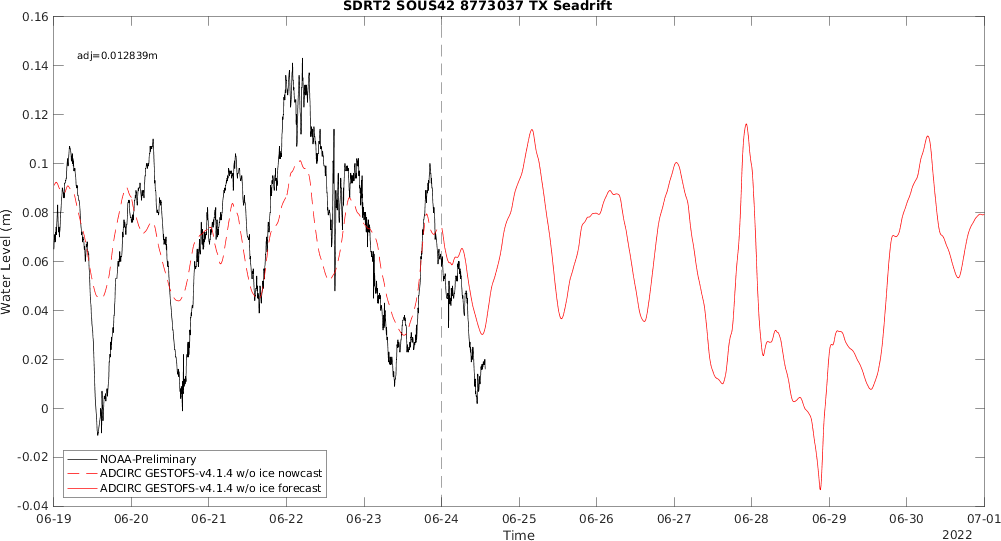 SDRT2 SOUS42 8773037 TX Seadrift
0.16
0.14
0.12
0.1
0.08
0.06
0.04
0.02
0
-0.02
-0.04
Water Level (m)
adj=0.012839m
NOAA-Preliminary
ADCIRC GESTOFS-v4.1.4 w/o ice nowcast
ADCIRC GESTOFS-v4.1.4 w/o ice forecast
06-19 06-20 06-21 06-22 06-23 06-24 06-25 06-26 06-27 06-28 06-29 06-30 07-01
Time
2022